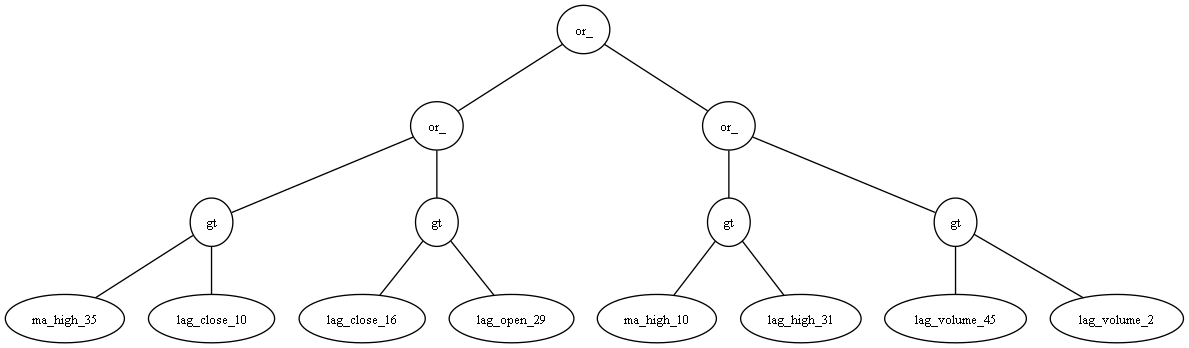 or_
or_ or_
gt gt gt gt
ma_high_35 lag_close_10 lag_close_16 lag_open_29 ma_high_10 lag_high_31 lag_volume_45 lag_volume_2